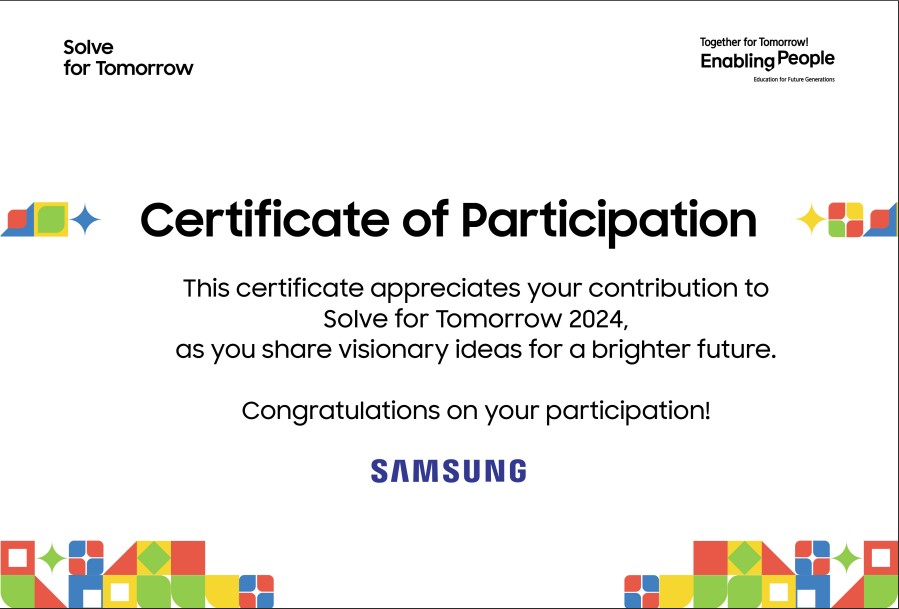 Solve
for Tomorrow
Together for Tomorrow!
Enabling People
Education for Future Generations
Certificate of Participation
This certificate appreciates your contribution to
Solve for Tomorrow 2024,
as you share visionary ideas for a brighter future.
Congratulations on your participation!
SAMSUNG